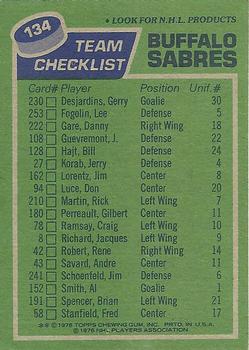 134
• LOOK FOR N.H.L. PRODUCTS
TEAM CHECKLIST
BUFFALO SABRES
Card# Player Position Unif.#
230 Desjardins, Gerry Goalie 30
253 Fogolin, Lee Defense 5
222 Gare, Danny Right Wing 18
108 Guevremont, J. Defense 22
128 Hajt, Bill Defense 24
27 Korab, Jerry Defense 4
162 Lorentz, Jim Center 8
94 Luce, Don Center 20
210 Martin, Rick Left Wing 7
180 Perreault, Gilbert Center 11
78 Ramsay, Craig Left Wing 10
8 Richard, Jacques Left Wing 9
42 Robert, Rene Right Wing 14
43 Savard, Andre Center 11
241 Schoenfeld, Jim Defense 6
152 Smith, Al Goalie 1
191 Spencer, Brian Left Wing 21
58 Stanfield, Fred Center 17
© 1976 TOPPS CHEWING GUM, INC. PRTD. IN U.S.A.
© 1976 NHL PLAYERS ASSOCIATION